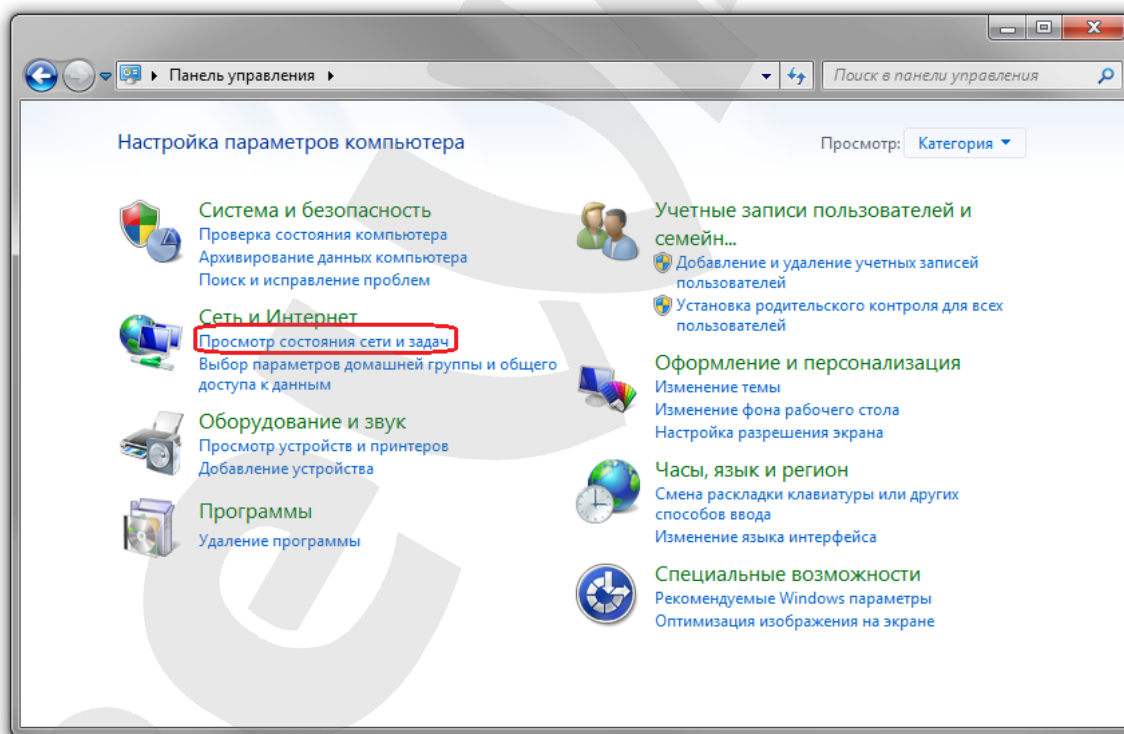 Панель управления
Поиск в панели управления
Настройка параметров компьютера
Просмотр: Категория
Система и безопасность
Проверка состояния компьютера
Архивирование данных компьютера
Поиск и исправление проблем
Сеть и Интернет
Просмотр состояния сети и задач
Выбор параметров домашней группы и общего
доступа к данным
Оборудование и звук
Просмотр устройств и принтеров
Добавление устройства
Программы
Удаление программы
Учетные записи пользователей и
семейн...
Добавление и удаление учетных записей
пользователей
Установка родительского контроля для всех
пользователей
Оформление и персонализация
Изменение темы
Изменение фона рабочего стола
Настройка разрешения экрана
Часы, язык и регион
Смена раскладки клавиатуры или других
способов ввода
Изменение языка интерфейса
Специальные возможности
Рекомендуемые Windows параметры
Оптимизация изображения на экране